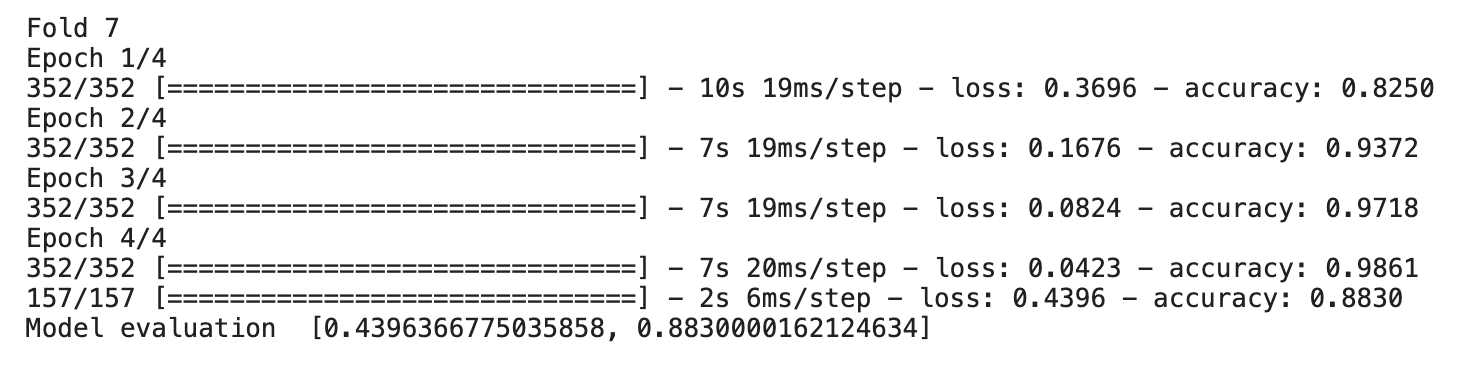 Fold 7
Epoch 1/4
352/352 [==============================] - 10s 19ms/step - loss: 0.3696 - accuracy: 0.8250
Epoch 2/4
352/352 [==============================] - 7s 19ms/step - loss: 0.1676 - accuracy: 0.9372
Epoch 3/4
352/352 [==============================] - 7s 19ms/step - loss: 0.0824 - accuracy: 0.9718
Epoch 4/4
352/352 [==============================] - 7s 20ms/step - loss: 0.0423 - accuracy: 0.9861
157/157 [==============================] - 2s 6ms/step - loss: 0.4396 - accuracy: 0.8830
Model evaluation  [0.4396366775035858, 0.8830000162124634]